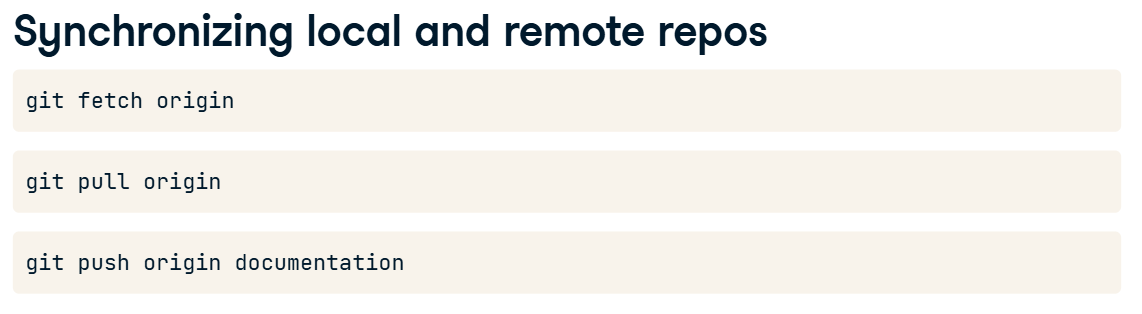 Synchronizing local and remote repos
git fetch origin
git pull origin
git push origin documentation